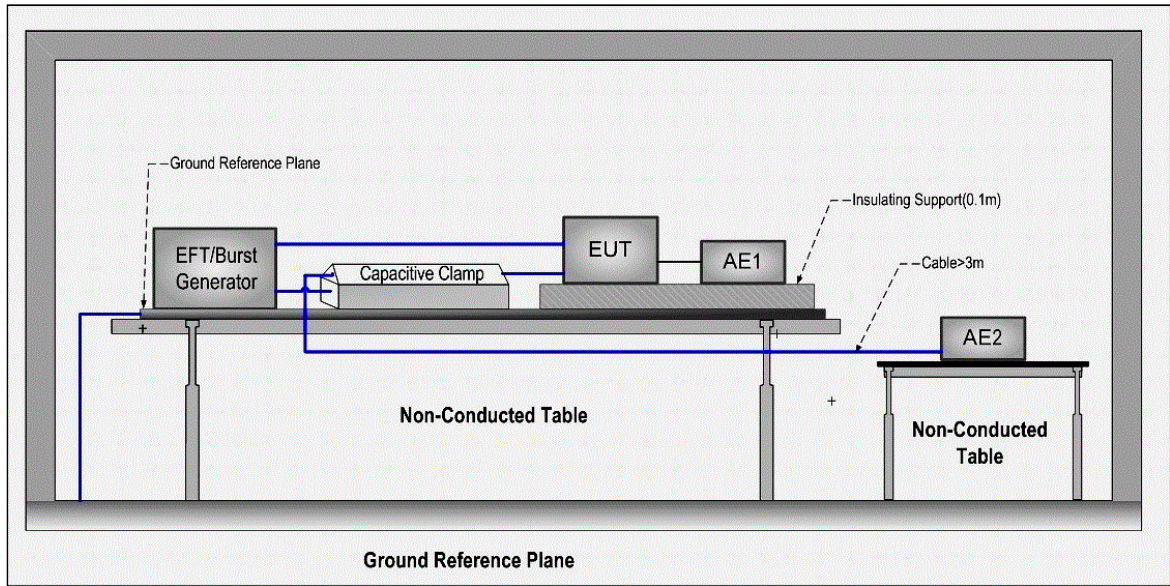 Ground Reference Plane
Insulating Support(0.1m)
EFT/Burst
Generator
Capacitive Clamp
EUT
AE1
Cable>3m
AE2
Non-Conducted Table
Non-Conducted
Table
Ground Reference Plane